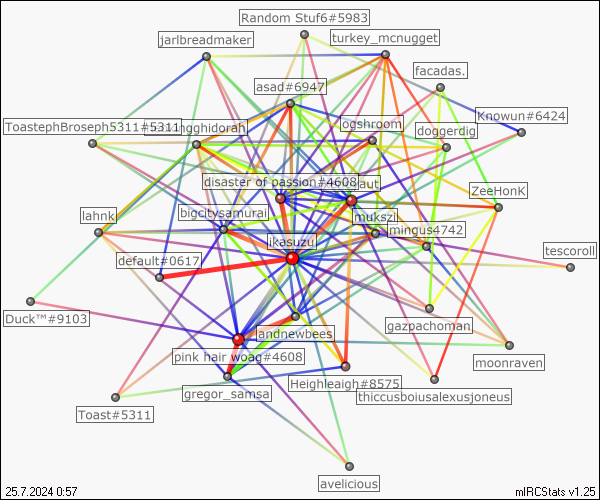 Random Stuf6#5983
jarlbreadmaker
turkey_mcnugget
facadas.
asad#6947
Knowun#6424
ToastephBroseph5311#5311
ngghidorah
ogshroom
doggerdig
disaster of passion#4608
aut
ZeeHonK
lahnk
bigcitysamurai
mukszi
mingus4742
ikasuzu
tescoroll
default#0617
Duck™#9103
gazpachoman
landnewbees
pink hair woag#4608
moonraven
gregor_samsa
Heighleaigh#8575
thiccusboiusalexusjoneus
Toast#5311
avelicious
25.7.2024 0:57
mIRCStats v1.25